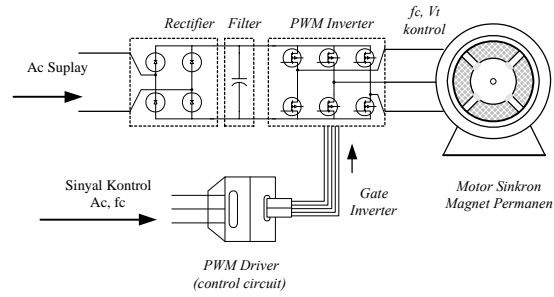 Rectifier
Filter
PWM Inverter
fc, Vt
kontrol
Ac Suplay
Sinyal Kontrol
Ac, fc
Gate
Inverter
Motor Sinkron
Magnet Permanen
PWM Driver
(control circuit)